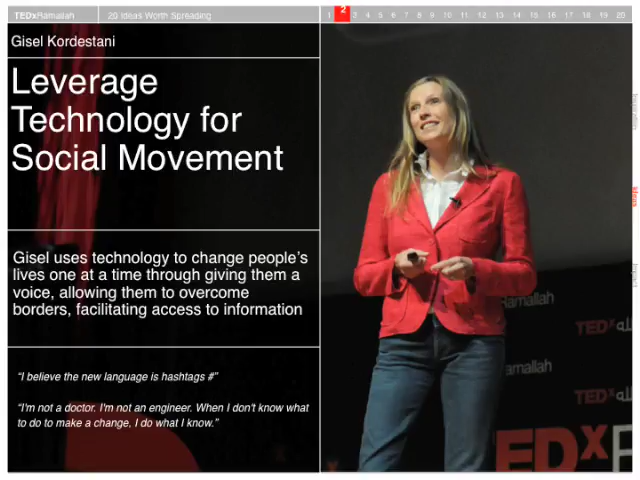 TEDxRamallah 20 Ideas Worth Spreading 1 2 3 4 5 6 7 8 9 10 11 12 13 14 15 16 17 18 19 20
Gisel Kordestani
Leverage
Technology for
Social Movement
Gisel uses technology to change people's
lives one at a time through giving them a
voice, allowing them to overcome
borders, facilitating access to information
"I believe the new language is hashtags #"
"I'm not a doctor. I'm not an engineer. When I don't know what
to do to make a change, I do what I know."
ideas
Impact
Ramallah
TEDx
amallah
TEDx
EDx